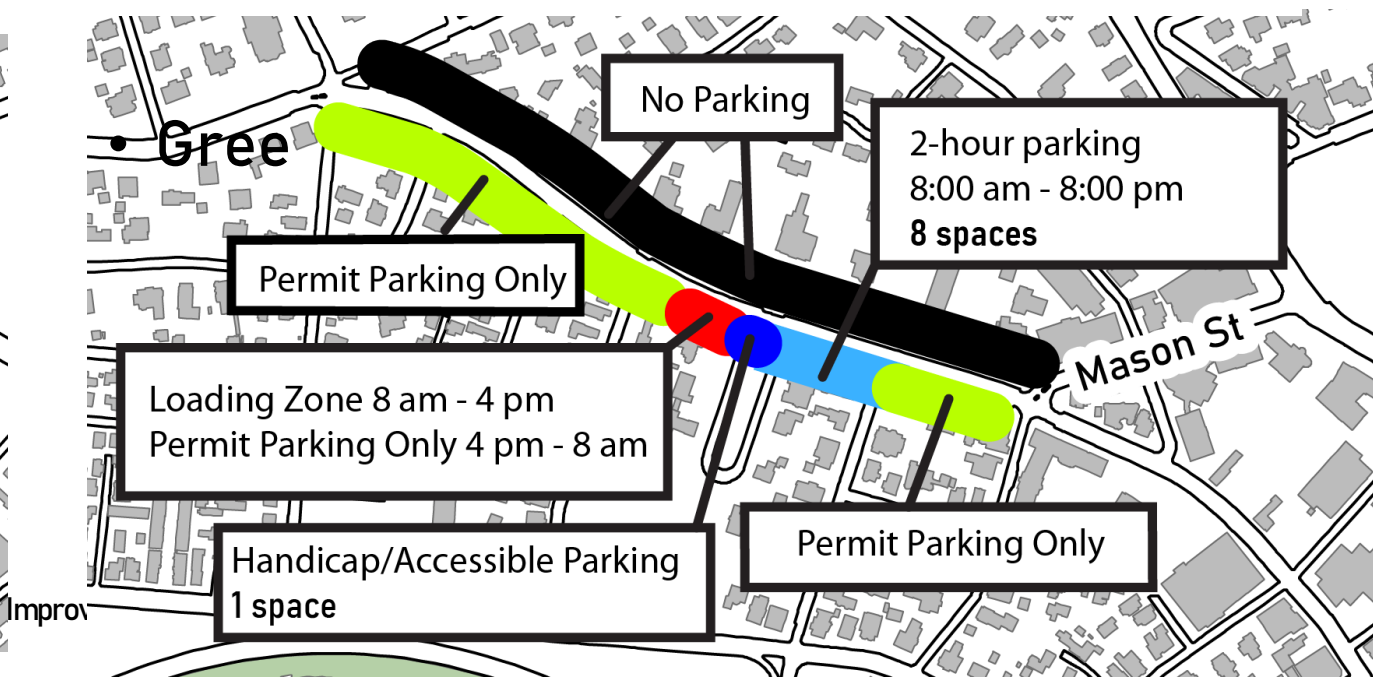 No Parking
2-hour parking
8:00 am - 8:00 pm
8 spaces
• Gree
Permit Parking Only
Mason St
Loading Zone 8 am - 4 pm
Permit Parking Only 4 pm - 8 am
Permit Parking Only
Handicap/Accessible Parking
1 space
Improv